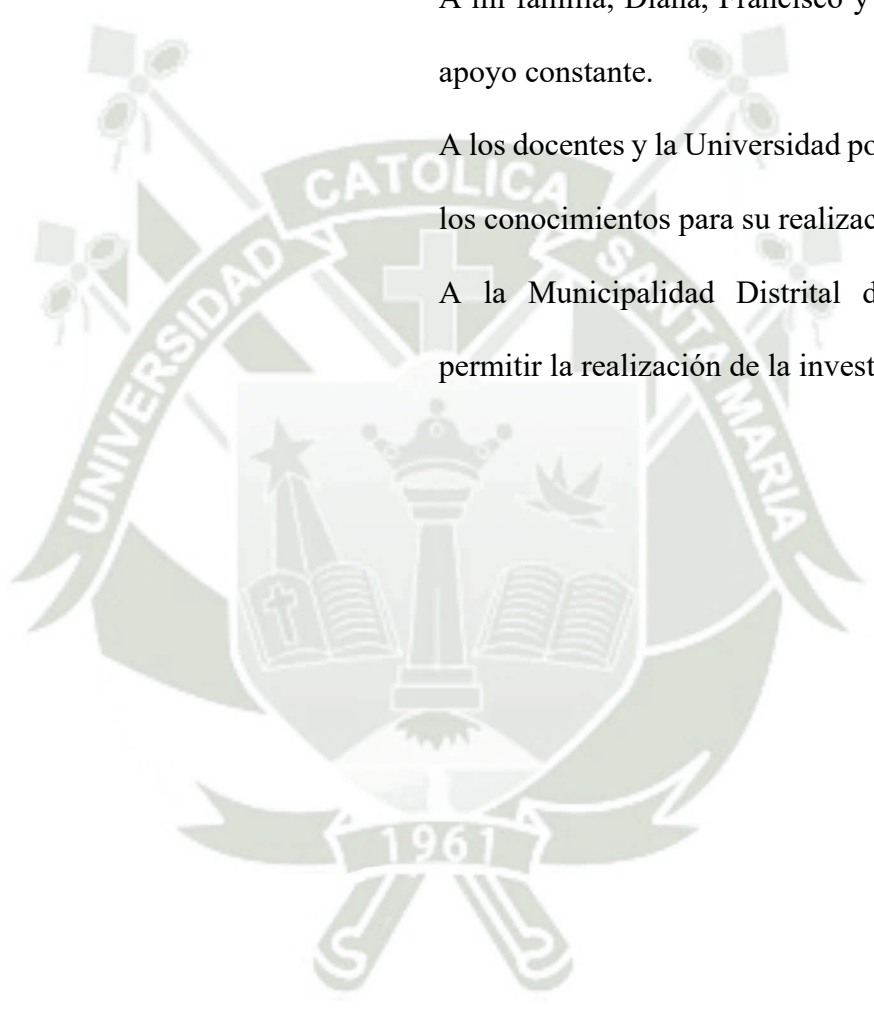 A mi familia, Diana, Francisco y
apoyo constante.
A los docentes y la Universidad po
los conocimientos para su realizac
A la Municipalidad Distrital d
permitir la realización de la invest
UNIVERSIDAD CATOLICA SANTA MARIA
1961